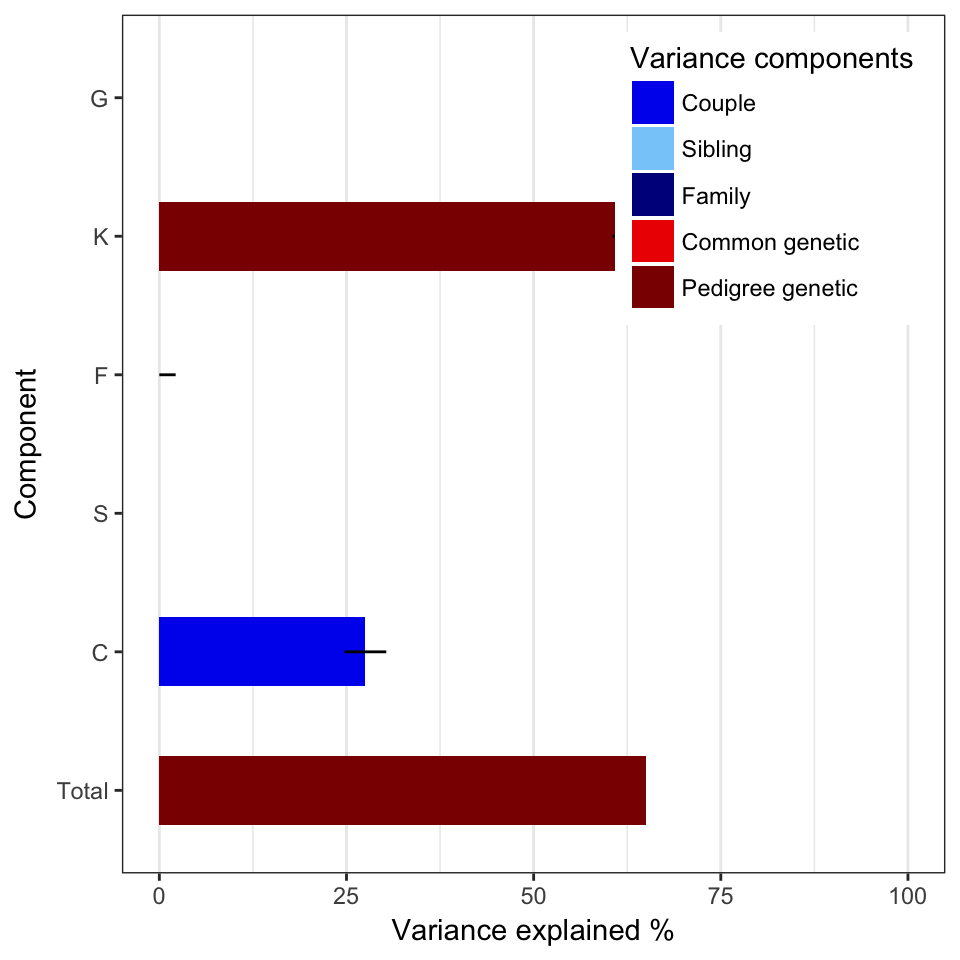 Variance components
Couple
Sibling
Family
Common genetic
Pedigree genetic
G
K
F
S
C
Total
Component
0 25 50 75 100
Variance explained %